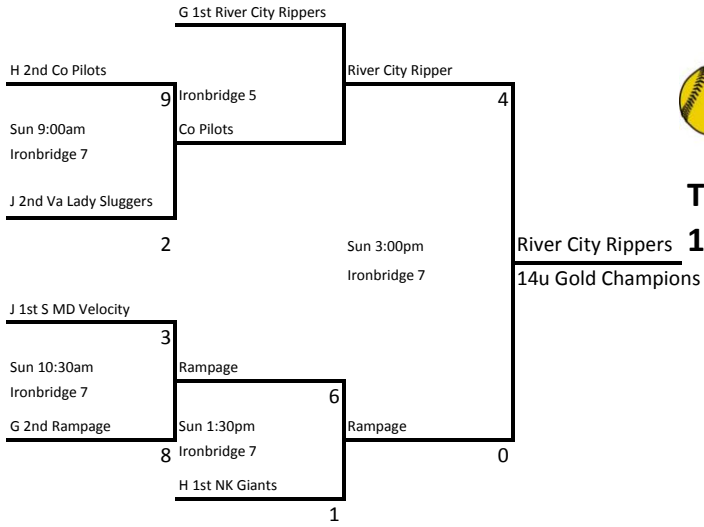 G 1st River City Rippers
H 2nd Co Pilots
River City Ripper
9
Ironbridge 5
4
Sun 9:00am
Co Pilots
Ironbridge 7
J 2nd Va Lady Sluggers
2
Sun 3:00pm
River City Rippers
Ironbridge 7
14u Gold Champions
J 1st S MD Velocity
3
Sun 10:30am
Rampage
Ironbridge 7
6
G 2nd Rampage
Sun 1:30pm
Rampage
8
Ironbridge 7
0
H 1st NK Giants
1
T
1